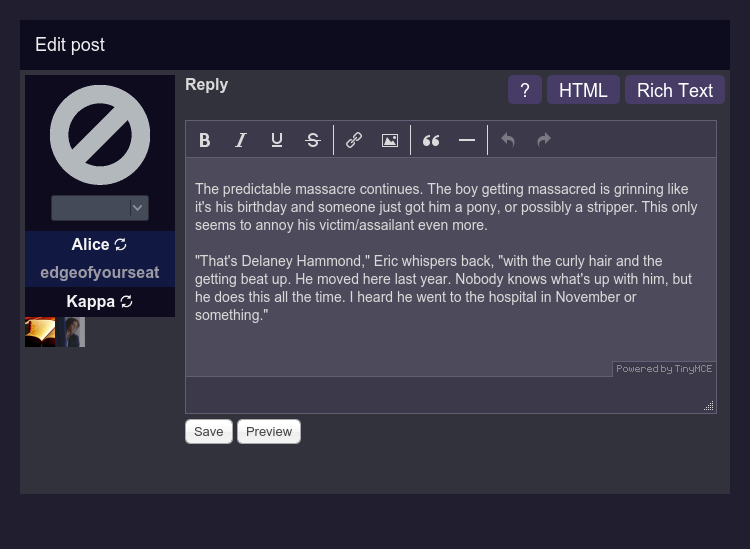 Edit post
Reply
?
HTML
Rich Text
B I U S
The predictable massacre continues. The boy getting massacred is grinning like
it's his birthday and someone just got him a pony, or possibly a stripper. This only
seems to annoy his victim/assailant even more.
"That's Delaney Hammond," Eric whispers back, "with the curly hair and the
getting beat up. He moved here last year. Nobody knows what's up with him, but
he does this all the time. I heard he went to the hospital in November or
something."
Powered by TinyMCE
Alice
edgeofyourseat
Kappa
Save
Preview